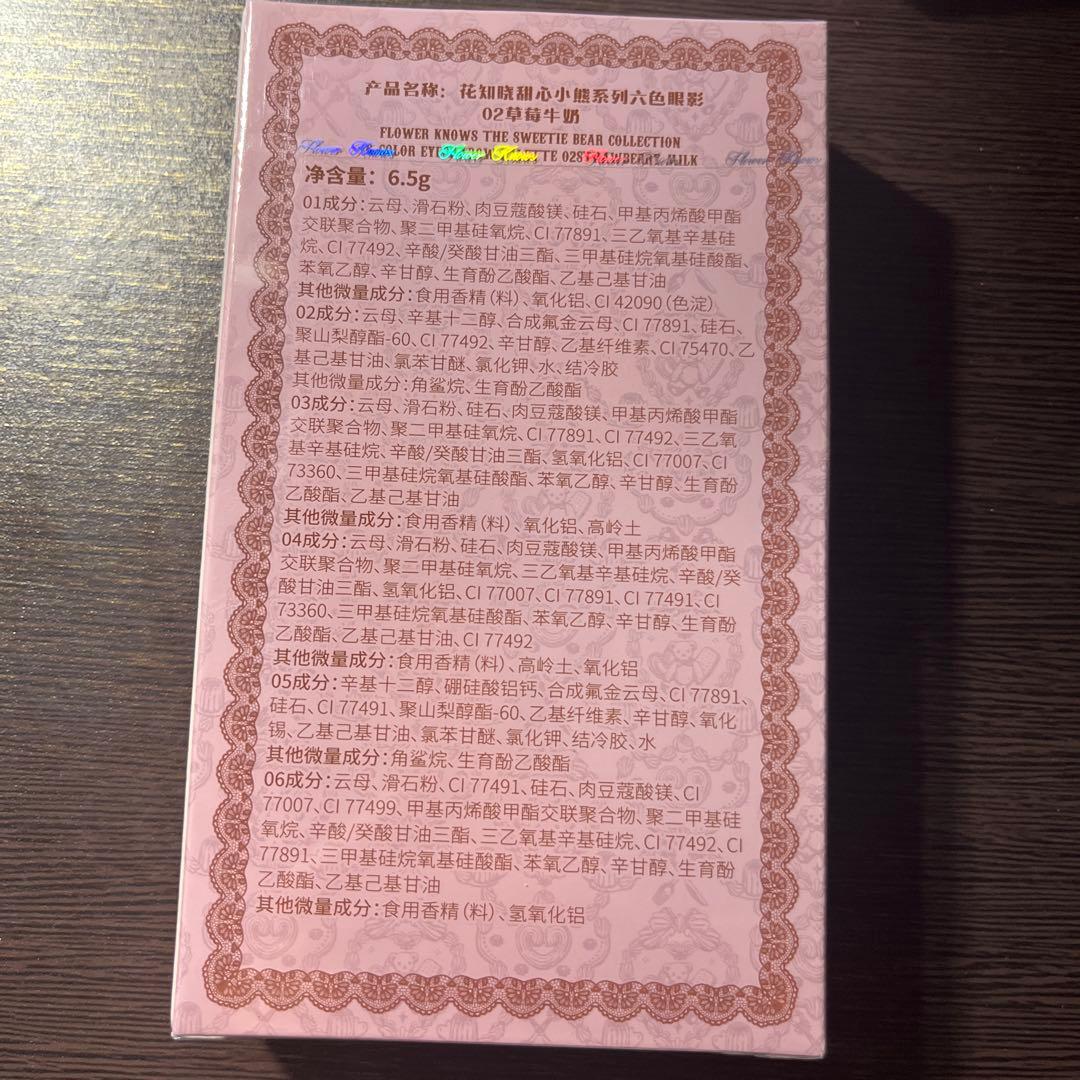 产品名称：花知晓甜心小熊系列六色眼影
02草莓牛奶
FLOWER KNOWS THE SWEETIE BEAR COLLECTION
Flower Knows COLOR Flower Knows TE 02STRAWBERRY MILK Flower Knows
净含量：6.5g
01成分：云母、滑石粉、肉豆蔻酸镁、硅石、甲基丙烯酸甲酯
交联聚合物、聚二甲基硅氧烷、CI 77891、三乙氧基辛基硅
烷、CI 77492、辛酸/癸酸甘油三酯、三甲基硅烷氧基硅酸酯、
苯氧乙醇、辛甘醇、生育酚乙酸酯、乙基己基甘油
其他微量成分：食用香精（料）、氧化铝、CI 42090（色淀）
02成分：云母、辛基十二醇、合成氟金云母、CI 77891、硅石、
聚山梨醇酯-60、CI 77492、辛甘醇、乙基纤维素、CI 75470、乙
基己基甘油、氯苯甘醚、氯化钾、水、结冷胶
其他微量成分：角鲨烷、生育酚乙酸酯
03成分：云母、滑石粉、硅石、肉豆蔻酸镁、甲基丙烯酸甲酯
交联聚合物、聚二甲基硅氧烷、CI 77891、CI 77492、三乙氧
基辛基硅烷、辛酸/癸酸甘油三酯、氢氧化铝、CI 77007、CI
73360、三甲基硅烷氧基硅酸酯、苯氧乙醇、辛甘醇、生育酚
乙酸酯、乙基己基甘油
其他微量成分：食用香精（料）、氧化铝、高岭土
04成分：云母、滑石粉、硅石、肉豆蔻酸镁、甲基丙烯酸甲酯
交联聚合物、聚二甲基硅氧烷、三乙氧基辛基硅烷、辛酸/癸
酸甘油三酯、氢氧化铝、CI 77007、CI 77891、CI 77491、CI
73360、三甲基硅烷氧基硅酸酯、苯氧乙醇、辛甘醇、生育酚
乙酸酯、乙基己基甘油、CI 77492
其他微量成分：食用香精（料）、高岭土、氧化铝
05成分：辛基十二醇、硼硅酸铝钙、合成氟金云母、CI 77891、
硅石、CI 77491、聚山梨醇酯-60、乙基纤维素、辛甘醇、氧化
锡、乙基己基甘油、氯苯甘醚、氯化钾、结冷胶、水
其他微量成分：角鲨烷、生育酚乙酸酯
06成分：云母、滑石粉、CI 77491、硅石、肉豆蔻酸镁、CI
77007、CI 77499、甲基丙烯酸甲酯交联聚合物、聚二甲基硅
氧烷、辛酸/癸酸甘油三酯、三乙氧基辛基硅烷、CI 77492、CI
77891、三甲基硅烷氧基硅酸酯、苯氧乙醇、辛甘醇、生育酚
乙酸酯、乙基己基甘油
其他微量成分：食用香精（料）、氢氧化铝